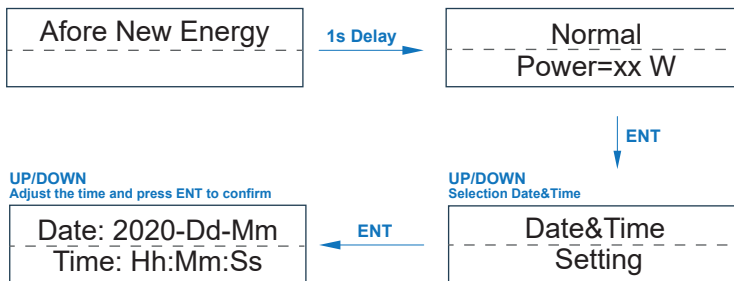 Afore New Energy
1s Delay
Normal
Power=xx W
ENT
UP/DOWN
Selection Date&Time
Date&Time
Setting
ENT
UP/DOWN
Adjust the time and press ENT to confirm
Date: 2020-Dd-Mm
Time: Hh:Mm:Ss